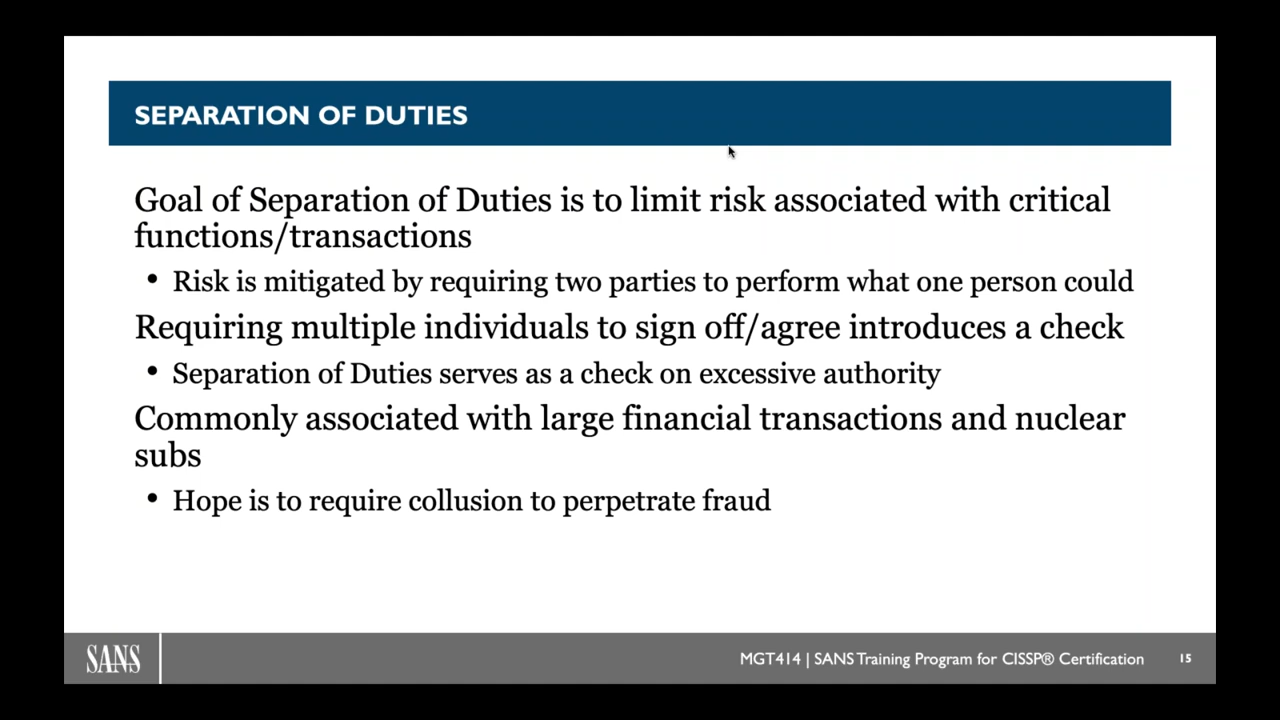 SEPARATION OF DUTIES
Goal of Separation of Duties is to limit risk associated with critical
functions/transactions
• Risk is mitigated by requiring two parties to perform what one person could
Requiring multiple individuals to sign off/agree introduces a check
• Separation of Duties serves as a check on excessive authority
Commonly associated with large financial transactions and nuclear
subs
• Hope is to require collusion to perpetrate fraud
SANS
MGT414 | SANS Training Program for CISSP® Certification
15